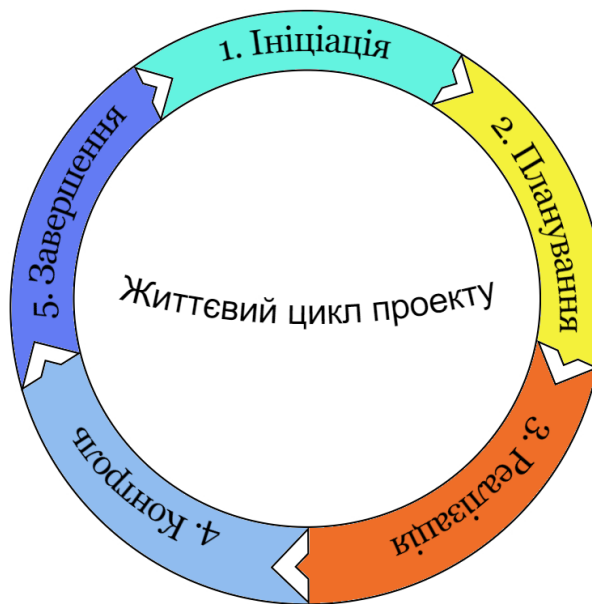 1. Ініціація
2. Планування
3. Реалізація
4. Контроль
5. Завершення
Життєвий цикл проекту